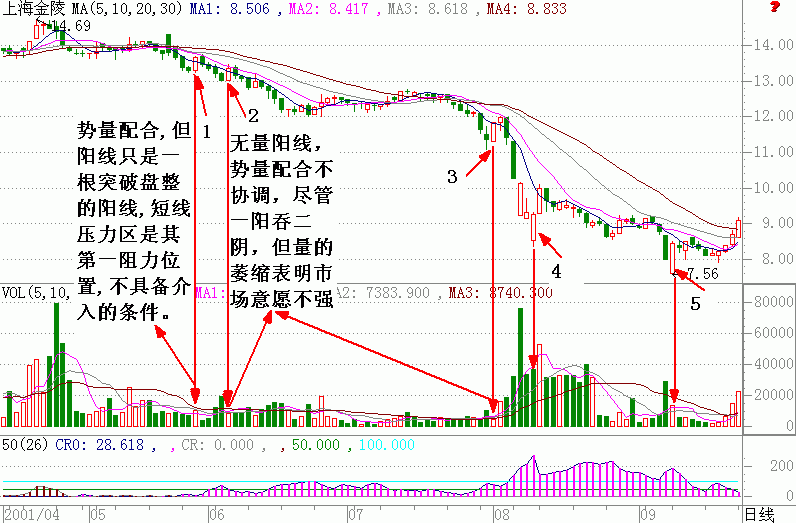 上海金陵 MA(5,10,20,30) MA1: 8.506 , MA2: 8.417 , MA3: 8.618 , MA4: 8.833
?
14.69
14.00
13.00
12.00
11.00
10.00
9.00
8.00
1
2
3
4
5
势量配合,但
阳线只是一
根突破盘整
的阳线,短线
压力区是其
第一阻力位
置,不具备介
入的条件。
无量阳线,
势量配合不
协调，尽管
一阳吞二
阴，但量的
萎缩表明市
场意愿不强
7.56
VOL(5,10, MA1: MA2: 7383.900 , MA3: 8740.300
80000
60000
40000
20000
0
50(26) CR0: 28.618 , , CR: 0.000 , , 50.000 , 100.000
200
0
2001/04 05 06 07 08 09 日线